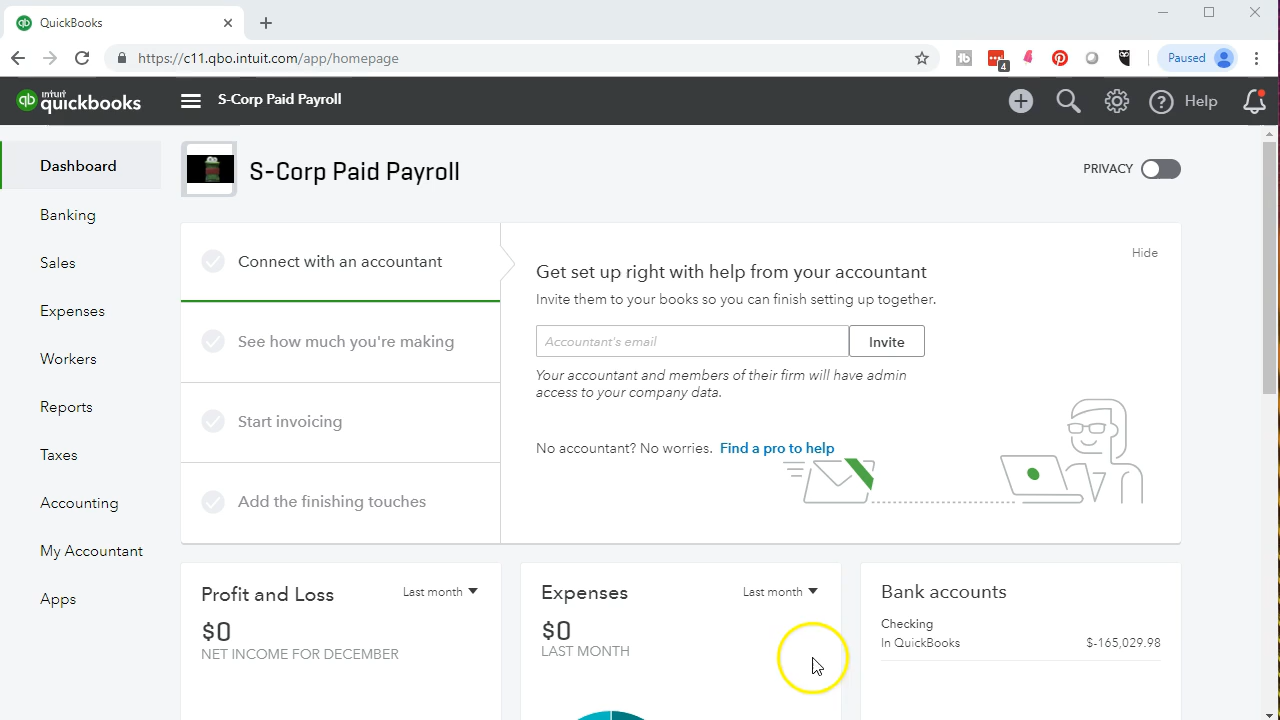 QuickBooks
https://c11.qbo.intuit.com/app/homepage
4
Paused
qb intuit quickbooks
S-Corp Paid Payroll
Help
Dashboard
Banking
Sales
Expenses
Workers
Reports
Taxes
Accounting
My Accountant
Apps
S-Corp Paid Payroll
PRIVACY
Connect with an accountant
See how much you're making
Start invoicing
Add the finishing touches
Hide
Get set up right with help from your accountant
Invite them to your books so you can finish setting up together.
Accountant's email
Invite
Your accountant and members of their firm will have admin
access to your company data.
No accountant? No worries. Find a pro to help
Profit and Loss
Last month
$0
NET INCOME FOR DECEMBER
Expenses
Last month
$0
LAST MONTH
Bank accounts
Checking
In QuickBooks $-165,029.98